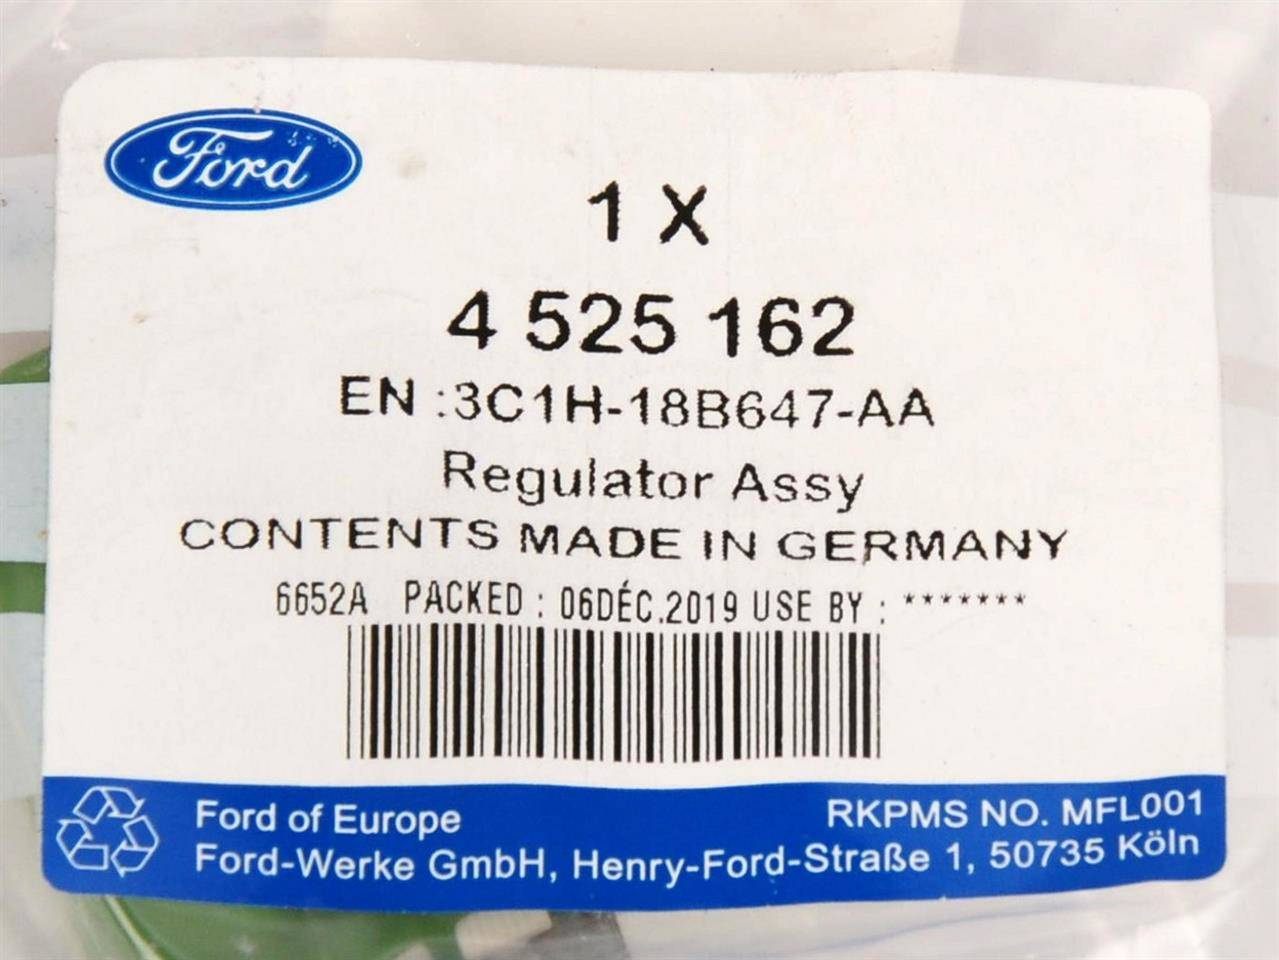 Ford
1 X
4 525 162
EN :3C1H-18B647-AA
Regulator Assy
CONTENTS MADE IN GERMANY
6652A PACKED : 06DÉC.2019 USE BY : *******
Ford of Europe
RKPMS NO. MFL001
Ford-Werke GmbH, Henry-Ford-Straße 1, 50735 Köln